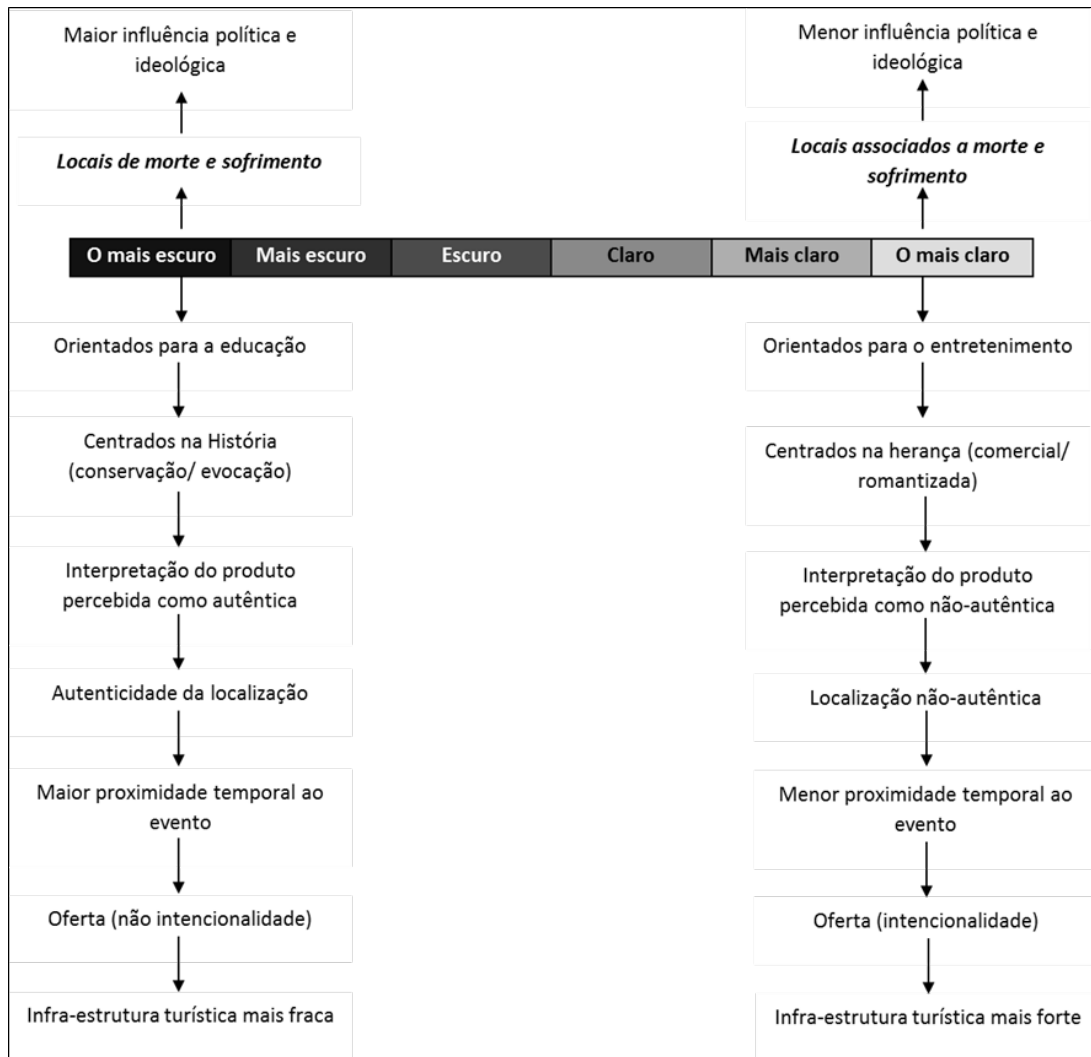 Maior influência política e
ideológica
Menor influência política e
ideológica
Locais de morte e sofrimento
Locais associados a morte e
sofrimento
O mais escuro
Mais escuro
Escuro
Claro
Mais claro
O mais claro
Orientados para a educação
Orientados para o entretenimento
Centrados na História
(conservação/ evocação)
Centrados na herança (comercial/
romantizada)
Interpretação do produto
percebida como autêntica
Interpretação do produto
percebida como não-autêntica
Autenticidade da localização
Localização não-autêntica
Maior proximidade temporal ao
evento
Menor proximidade temporal ao
evento
Oferta (não intencionalidade)
Oferta (intencionalidade)
Infra-estrutura turística mais fraca
Infra-estrutura turística mais forte